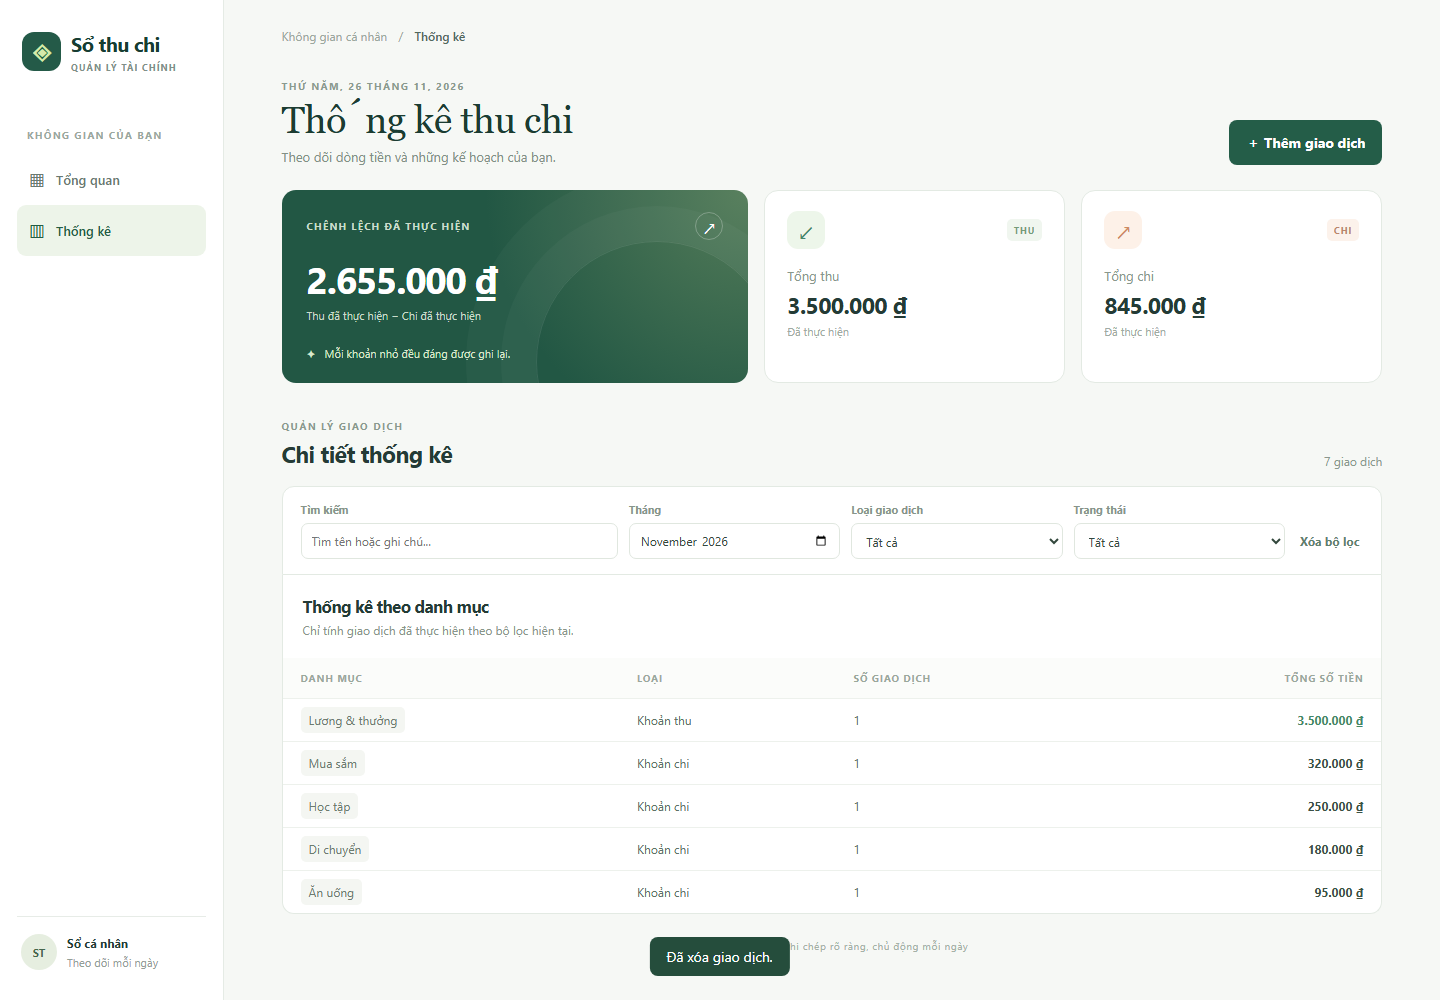 Sổ thu chi
QUẢN LÝ TÀI CHÍNH
KHÔNG GIAN CỦA BẠN
Tổng quan
Thống kê
ST
Sổ cá nhân
Theo dõi mỗi ngày
Không gian cá nhân / Thống kê
THỨ NĂM, 26 THÁNG 11, 2026
Thống kê thu chi
Theo dõi dòng tiền và những kế hoạch của bạn.
+ Thêm giao dịch
CHÊNH LỆCH ĐÃ THỰC HIỆN
↗
2.655.000 ₫
Thu đã thực hiện − Chi đã thực hiện
✦ Mỗi khoản nhỏ đều đáng được ghi lại.
↙
THU
Tổng thu
3.500.000 ₫
Đã thực hiện
↗
CHI
Tổng chi
845.000 ₫
Đã thực hiện
QUẢN LÝ GIAO DỊCH
Chi tiết thống kê
7 giao dịch
Tìm kiếm Tháng Loại giao dịch Trạng thái
Tìm tên hoặc ghi chú... November 2026 Tất cả Tất cả Xóa bộ lọc
Thống kê theo danh mục
Chỉ tính giao dịch đã thực hiện theo bộ lọc hiện tại.
DANH MỤC LOẠI SỐ GIAO DỊCH TỔNG SỐ TIỀN
Lương & thưởng Khoản thu 1 3.500.000 ₫
Mua sắm Khoản chi 1 320.000 ₫
Học tập Khoản chi 1 250.000 ₫
Di chuyển Khoản chi 1 180.000 ₫
Ăn uống Khoản chi 1 95.000 ₫
Đã xóa giao dịch.
chép rõ ràng, chủ động mỗi ngày